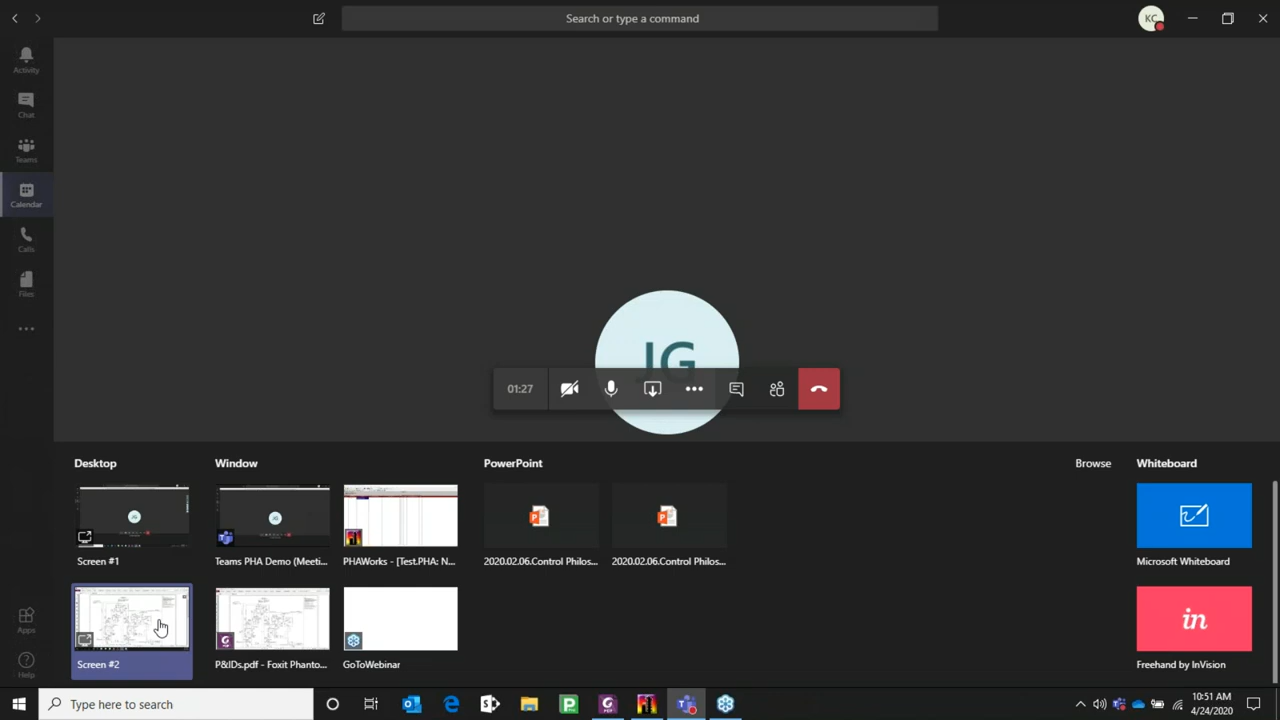 Search or type a command
KC
Activity
Chat
Teams
Calendar
Calls
Files
Apps
Help
JG
01:27
Desktop
Window
PowerPoint
Browse
Whiteboard
Screen #1
Teams PHA Demo (Meeti...
PHAWorks - [Test.PHA: N...
2020.02.06.Control Philos...
2020.02.06.Control Philos...
Microsoft Whiteboard
Screen #2
P&IDs.pdf - Foxit Phanto...
GoToWebinar
in
Freehand by InVision
Type here to search
10:51 AM
4/24/2020